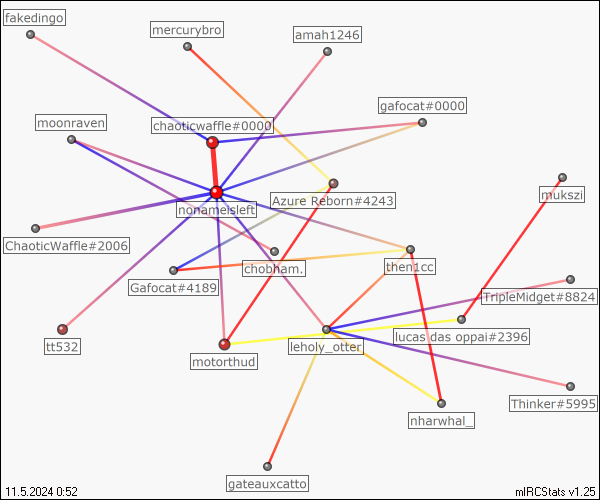 fakedingo
mercurybro
amah1246
gafocat#0000
moonraven
chaoticwaffle#0000
mukszi
Azure Reborn#4243
nonameisleft
ChaoticWaffle#2006
chobham.
then1cc
Gafocat#4189
TripleMidget#8824
lucas das oppai#2396
tt532
leholy_otter
motorthud
Thinker#5995
nharwhal_
gateauxcatto
11.5.2024 0:52
mIRCStats v1.25